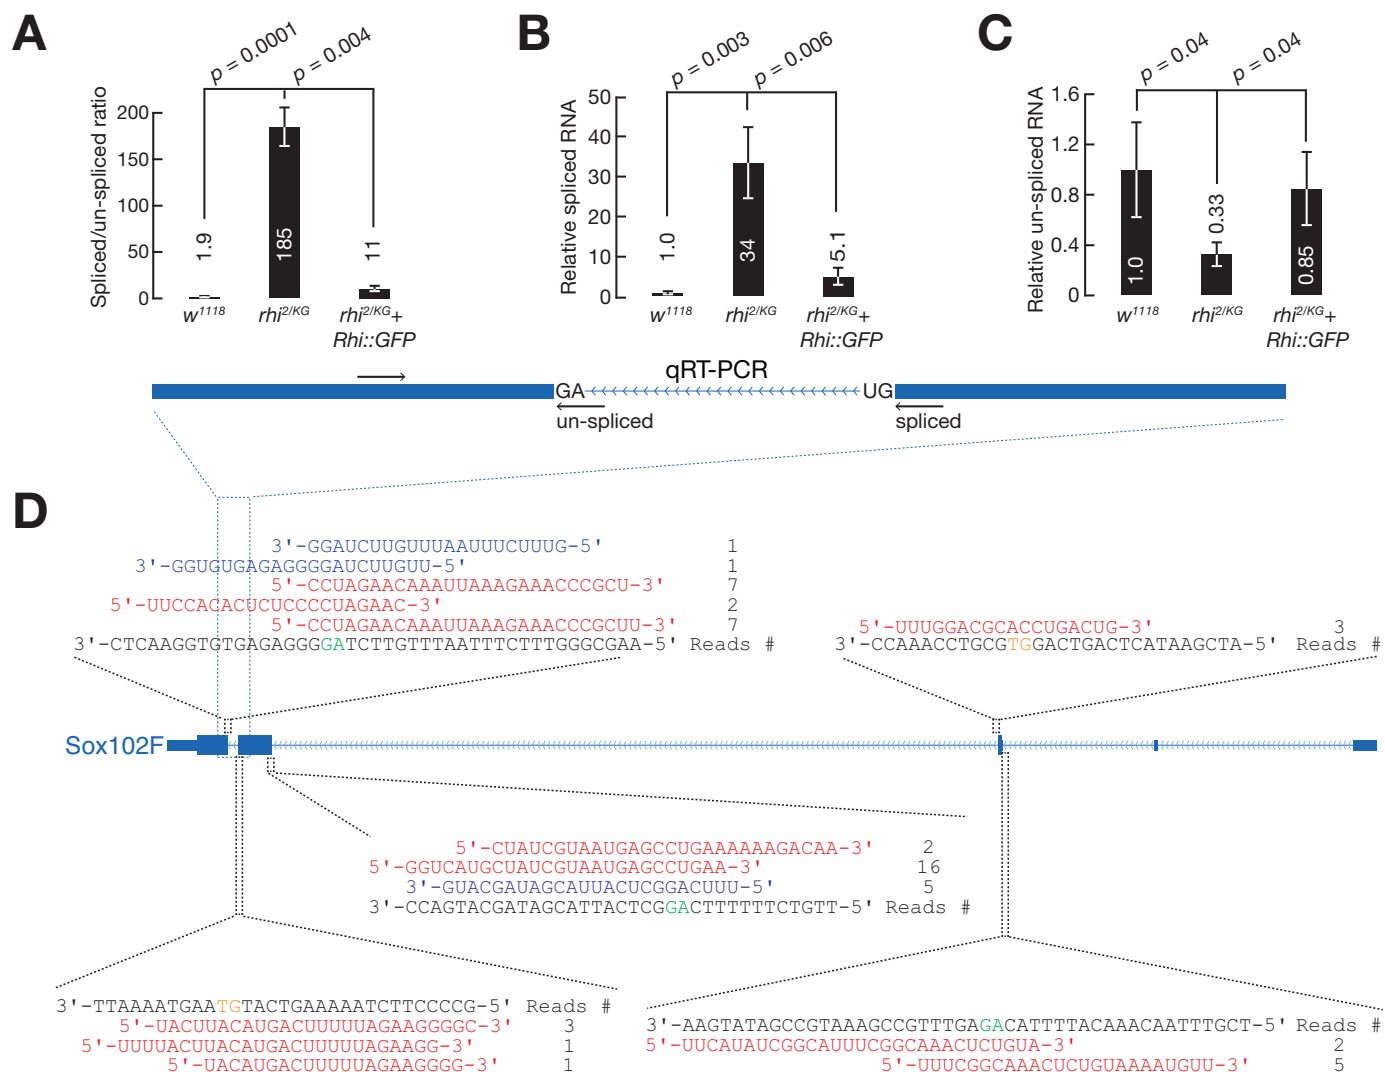 A
p = 0.0001
p = 0.004
Spliced/un-spliced ratio
200
150
100
50
0
1.9
185
11
w1118
rhi2/KG
rhi2/KG+
Rhi::GFP
B
p = 0.003
p = 0.006
Relative spliced RNA
50
40
30
20
10
0
1.0
34
5.1
w1118
rhi2/KG
rhi2/KG+
Rhi::GFP
C
p = 0.04
p = 0.04
Relative un-spliced RNA
1.6
1.2
0.8
0.4
0
1.0
0.33
0.85
w1118
rhi2/KG
rhi2/KG+
Rhi::GFP
qRT-PCR
GA
UG
un-spliced
spliced
D
3'-GGAUCUUGUUUAAUUUCUUUG-5' 1
3'-GGUGUGAGAGGGGAUCUUGUU-5' 1
5'-CCUAGAACAAAUUAAAGAAACCCGCU-3' 7
5'-UUCCACACUCUCCCCUAGAAC-3' 2
5'-CCUAGAACAAAUUAAAGAAACCCGCUU-3' 7
3'-CTCAAGGTGTGAGAGGGGATCTTGTTTAATTTCTTTGGGCGAA-5' Reads #
5'-UUUGGACGCACCUGACUG-3' 3
3'-CCAAACCTGCGTGGACTGACTCATAAGCTA-5' Reads #
Sox102F
5'-CUAUCGUAAUGAGCCUGAAAAAAGACAA-3' 2
5'-GGUCAUGCUAUCGUAAUGAGCCUGAA-3' 16
3'-GUACGAUAGCAUUACUCGGACUUU-5' 5
3'-CCAGTACGATAGCATTACTCGGACTTTTTTCTGTT-5' Reads #
3'-TTAAAATGAATGTACTGAAAAATCTTCCCCG-5' Reads #
5'-UACUUACAUGACUUUUUAGAAGGGGC-3' 3
5'-UUUUACUUACAUGACUUUUUAGAAGG-3' 1
5'-UACUUACAUGACUUUUUAGAAGGGG-3' 1
3'-AAGTATAGCCGTAAAGCCGTTTGAGACATTTTACAAACAATTTGCT-5' Reads #
5'-UUCAUAUCGGCAUUUCGGCAAACUCUGUA-3' 2
5'-UUUCGGCAAACUCUGUAAAAUGUU-3' 5